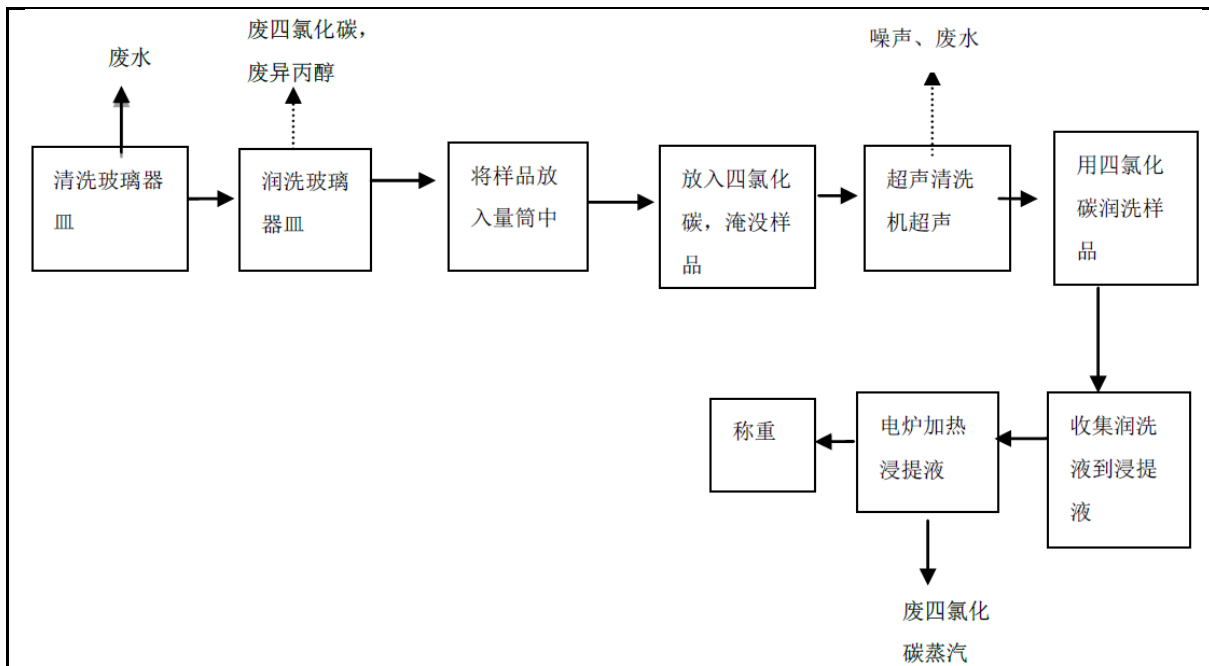 废水
废四氯化碳，
废异丙醇
噪声、废水
清洗玻璃器
皿
润洗玻璃
器皿
将样品放
入量筒中
放入四氯化
碳，淹没样
品
超声清洗
机超声
用四氯化
碳润洗样
品
收集润洗
液到浸提
液
电炉加热
浸提液
称重
废四氯化
碳蒸汽